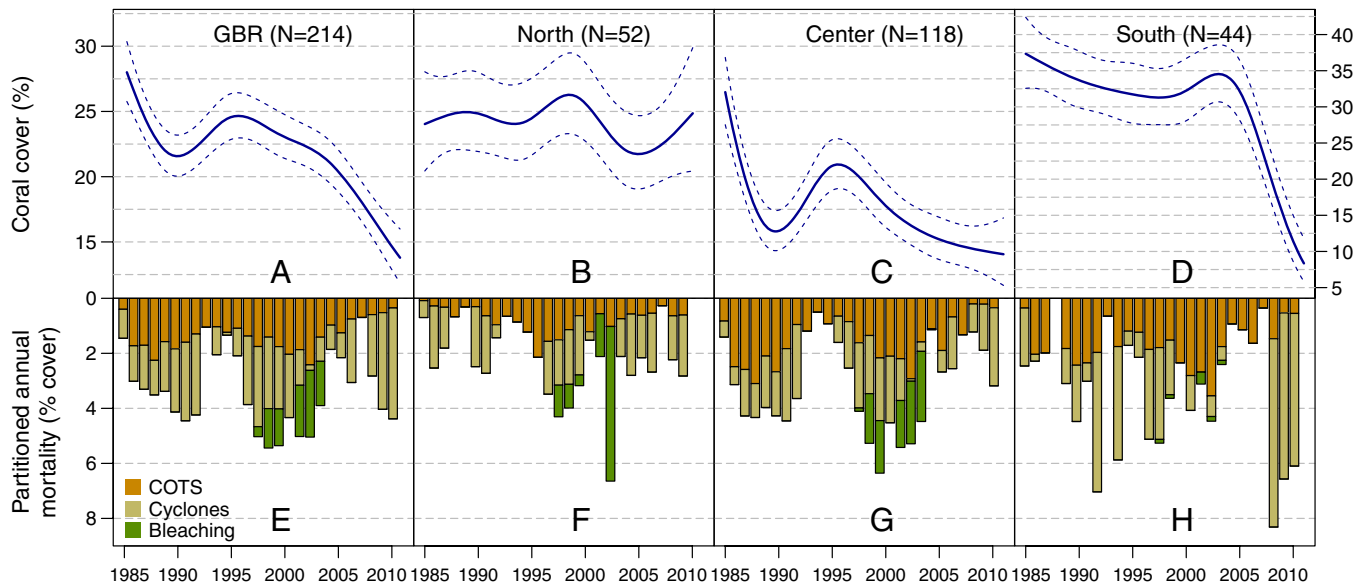 GBR (N=214) North (N=52) Center (N=118) South (N=44)
Coral cover (%)
30
25
20
15
40
35
30
25
20
15
10
5
A B C D
Partitioned annual
mortality (% cover)
0
2
4
6
8
COTS
Cyclones
Bleaching
E F G H
1985 1990 1995 2000 2005 2010 1985 1990 1995 2000 2005 2010 1985 1990 1995 2000 2005 2010 1985 1990 1995 2000 2005 2010